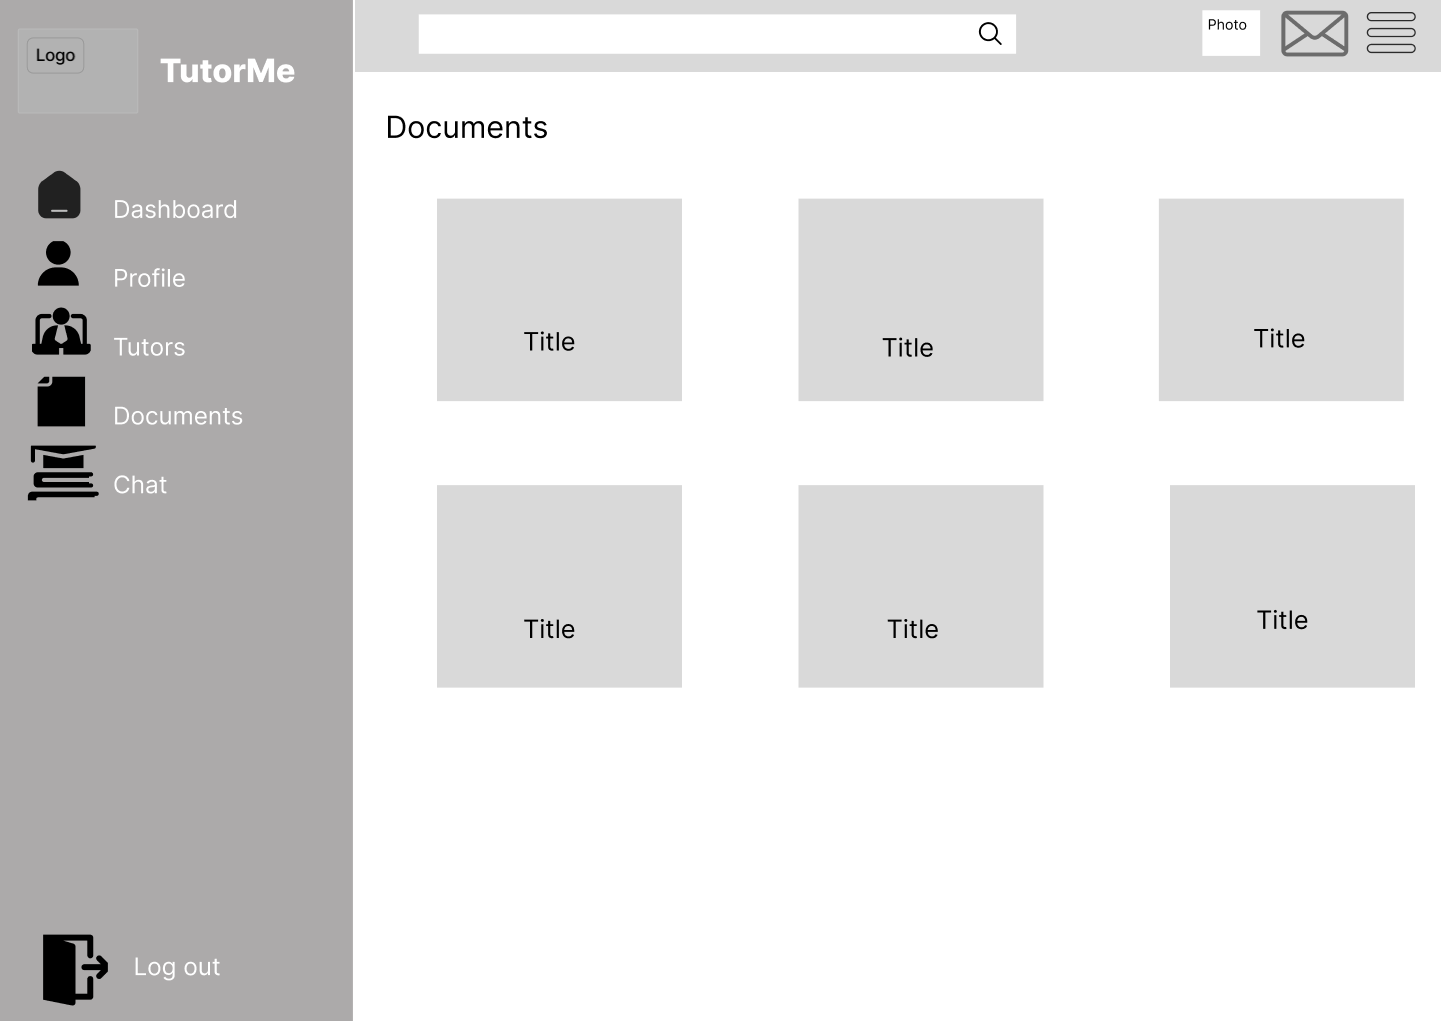 Logo
TutorMe
Dashboard
Profile
Tutors
Documents
Chat
Log out
Photo
Documents
Title
Title
Title
Title
Title
Title